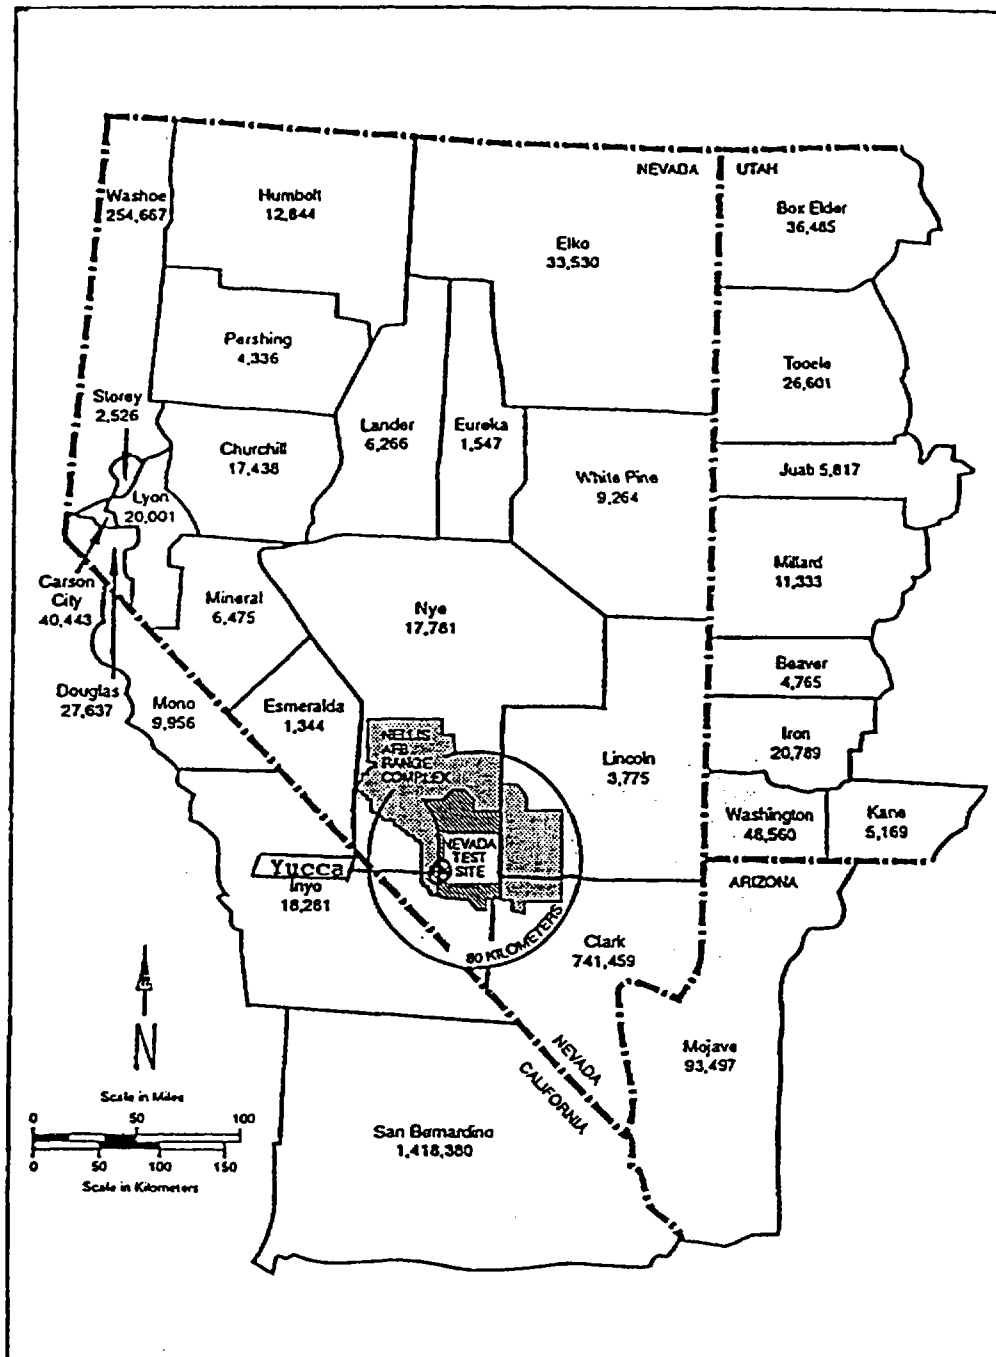 NEVADA
UTAH
Washoe
254,667
Humbolt
12,844
Elko
33,530
Box Elder
36,485
Pershing
4,336
Tooele
26,601
Storey
2,526
Lander
6,266
Eureka
1,547
Churchill
17,438
White Pine
9,264
Juab 5,817
Lyon
20,001
Millard
11,333
Carson
City
40,443
Mineral
6,475
Nye
17,781
Beaver
4,765
Douglas
27,637
Mono
9,956
Esmeralda
1,344
NELLIS
AFB
RANGE
COMPLEX
Lincoln
3,775
Iron
20,789
Washington
48,560
Kane
5,169
NEVADA
TEST
SITE
Yucca
Inyo
18,281
ARIZONA
80 KILOMETERS
Clark
741,459
N
NEVADA
CALIFORNIA
Mojave
93,497
Scale in Miles
0 50 100
0 50 100 150
Scale in Kilometers
San Bernardino
1,418,380